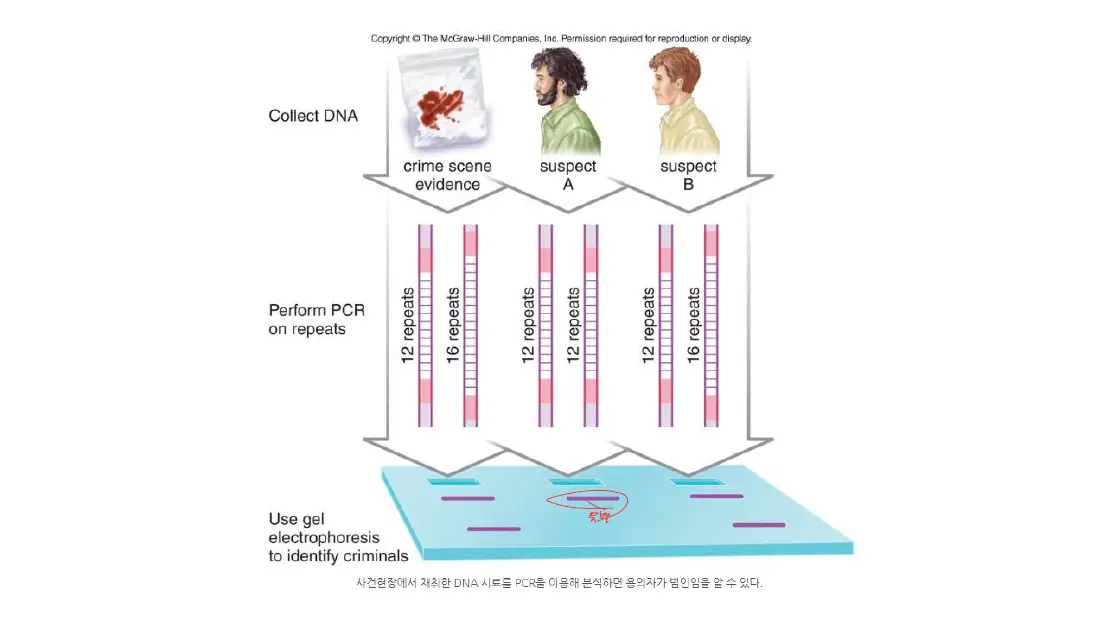 Copyright © The McGraw-Hill Companies, Inc. Permission required for reproduction or display.
Collect DNA
crime scene
evidence
suspect
A
suspect
B
Perform PCR
on repeats
12 repeats
16 repeats
12 repeats
12 repeats
12 repeats
16 repeats
Use gel
electrophoresis
to identify criminals
사건현장에서 채취한 DNA 시료를 PCR을 이용해 분석하면 용의자가 범인임을 알 수 있다.